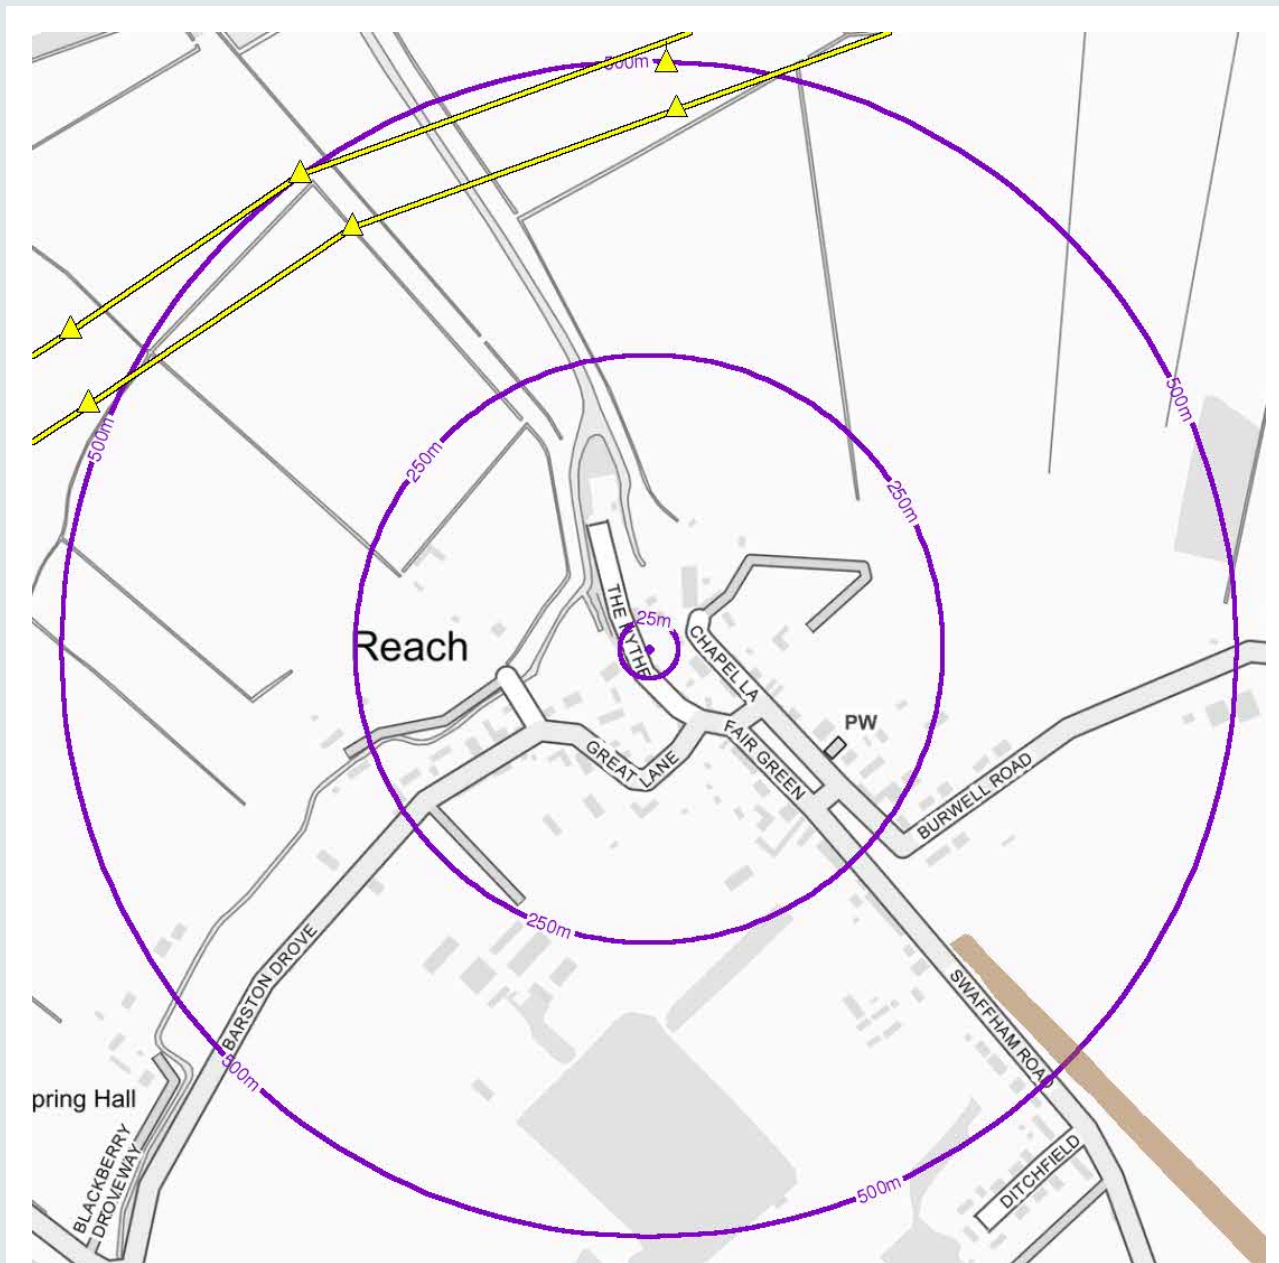 500m
500m
500m
250m
250m
THE HYTHE
25m
CHAPEL LA
Reach
PW
FAIR GREEN
GREAT LANE
BURWELL ROAD
250m
BARSTON DROVE
SWAFFHAM ROAD
500m
pring Hall
BLACKBERRY
DROVEWAY
DITCHFIELD
500m